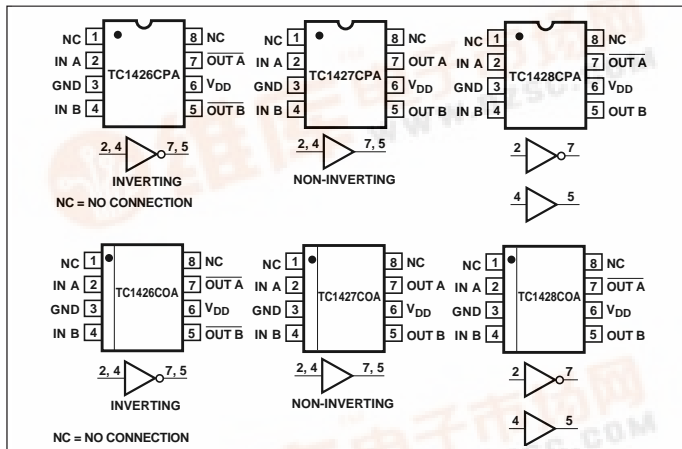 NC 1 8 NC
IN A 2 7 OUT A
GND 3 6 VDD
IN B 4 5 OUT B
TC1426CPA
2, 4 7, 5
INVERTING
NC = NO CONNECTION
NC 1 8 NC
IN A 2 7 OUT A
GND 3 6 VDD
IN B 4 5 OUT B
TC1427CPA
2, 4 7, 5
NON-INVERTING
NC 1 8 NC
IN A 2 7 OUT A
GND 3 6 VDD
IN B 4 5 OUT B
TC1428CPA
2 7
4 5
NC 1 8 NC
IN A 2 7 OUT A
GND 3 6 VDD
IN B 4 5 OUT B
TC1426COA
2, 4 7, 5
INVERTING
NC = NO CONNECTION
NC 1 8 NC
IN A 2 7 OUT A
GND 3 6 VDD
IN B 4 5 OUT B
TC1427COA
2, 4 7, 5
NON-INVERTING
NC 1 8 NC
IN A 2 7 OUT A
GND 3 6 VDD
IN B 4 5 OUT B
TC1428COA
2 7
4 5